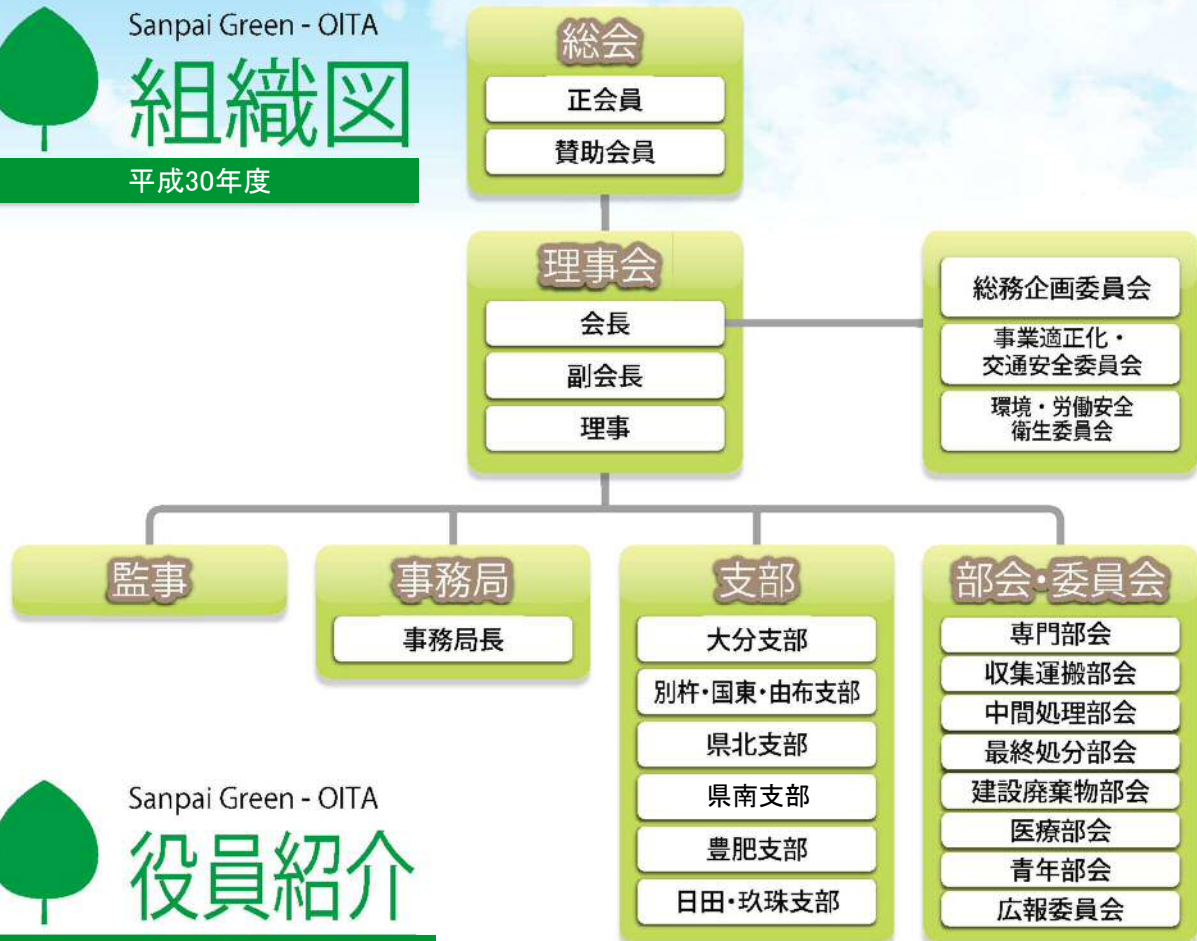 Sanpai Green - OITA
組織図
平成30年度
総会
正会員
賛助会員
理事会
会長
副会長
理事
総務企画委員会
事業適正化・
交通安全委員会
環境・労働安全
衛生委員会
監事
事務局
事務局長
支部
大分支部
別杵・国東・由布支部
県北支部
県南支部
豊肥支部
日田・玖珠支部
部会・委員会
専門部会
収集運搬部会
中間処理部会
最終処分部会
建設廃棄物部会
医療部会
青年部会
広報委員会
Sanpai Green - OITA
役員紹介